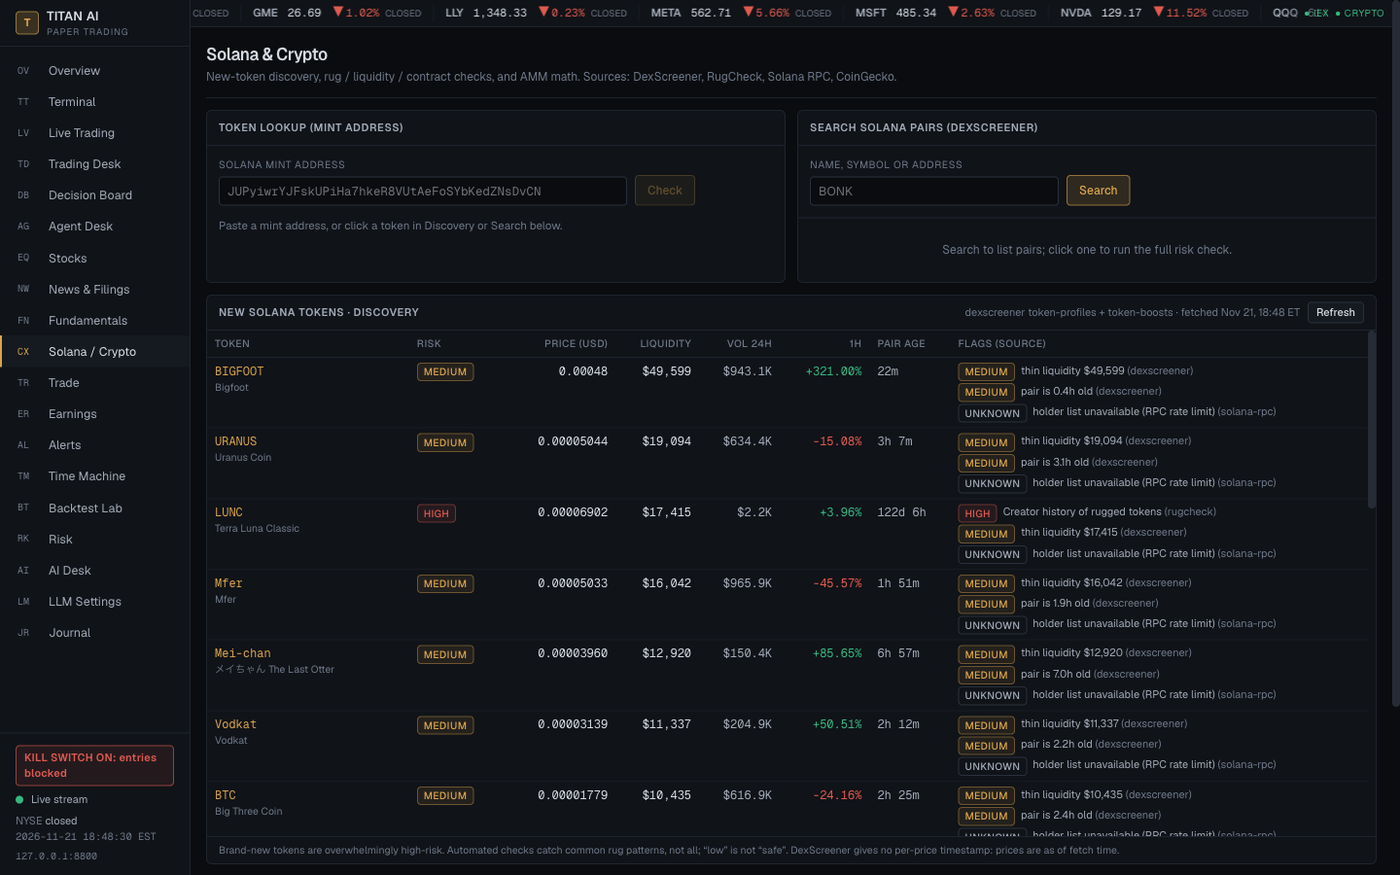 TITAN AI
PAPER TRADING
CLOSED GME 26.69 ▼1.02% CLOSED LLY 1,348.33 ▼0.23% CLOSED META 562.71 ▼5.66% CLOSED MSFT 485.34 ▼2.63% CLOSED NVDA 129.17 ▼11.52% CLOSED QQQ ● CRYPTO
OV Overview
TT Terminal
LV Live Trading
TD Trading Desk
DB Decision Board
AG Agent Desk
EQ Stocks
NW News & Filings
FN Fundamentals
CX Solana / Crypto
TR Trade
ER Earnings
AL Alerts
TM Time Machine
BT Backtest Lab
RK Risk
AI AI Desk
LM LLM Settings
JR Journal
KILL SWITCH ON: entries
blocked
Live stream
NYSE closed
2026-11-21 18:48:30 EST
127.0.0.1:8800
Solana & Crypto
New-token discovery, rug / liquidity / contract checks, and AMM math. Sources: DexScreener, RugCheck, Solana RPC, CoinGecko.
TOKEN LOOKUP (MINT ADDRESS)
SOLANA MINT ADDRESS
JUPyiwrYJFskUPiHa7hkeR8VUtAeFoSYbKedZNsDvCN Check
Paste a mint address, or click a token in Discovery or Search below.
SEARCH SOLANA PAIRS (DEXSCREENER)
NAME, SYMBOL OR ADDRESS
BONK Search
Search to list pairs; click one to run the full risk check.
NEW SOLANA TOKENS · DISCOVERY dexscreener token-profiles + token-boosts · fetched Nov 21, 18:48 ET Refresh
TOKEN RISK PRICE (USD) LIQUIDITY VOL 24H 1H PAIR AGE FLAGS (SOURCE)
BIGFOOT MEDIUM 0.00048 $49,599 $943.1K +321.00% 22m MEDIUM thin liquidity $49,599 (dexscreener)
Bigfoot MEDIUM pair is 0.4h old (dexscreener)
UNKNOWN holder list unavailable (RPC rate limit) (solana-rpc)
URANUS MEDIUM 0.00005044 $19,094 $634.4K -15.08% 3h 7m MEDIUM thin liquidity $19,094 (dexscreener)
Uranus Coin MEDIUM pair is 3.1h old (dexscreener)
UNKNOWN holder list unavailable (RPC rate limit) (solana-rpc)
LUNC HIGH 0.00006902 $17,415 $2.2K +3.96% 122d 6h HIGH Creator history of rugged tokens (rugcheck)
Terra Luna Classic MEDIUM thin liquidity $17,415 (dexscreener)
UNKNOWN holder list unavailable (RPC rate limit) (solana-rpc)
Mfer MEDIUM 0.00005033 $16,042 $965.9K -45.57% 1h 51m MEDIUM thin liquidity $16,042 (dexscreener)
Mfer MEDIUM pair is 1.9h old (dexscreener)
UNKNOWN holder list unavailable (RPC rate limit) (solana-rpc)
Mei-chan MEDIUM 0.00003960 $12,920 $150.4K +85.65% 6h 57m MEDIUM thin liquidity $12,920 (dexscreener)
メイちゃん The Last Otter MEDIUM pair is 7.0h old (dexscreener)
UNKNOWN holder list unavailable (RPC rate limit) (solana-rpc)
Vodkat MEDIUM 0.00003139 $11,337 $204.9K +50.51% 2h 12m MEDIUM thin liquidity $11,337 (dexscreener)
Vodkat MEDIUM pair is 2.2h old (dexscreener)
UNKNOWN holder list unavailable (RPC rate limit) (solana-rpc)
BTC MEDIUM 0.00001779 $10,435 $616.9K -24.16% 2h 25m MEDIUM thin liquidity $10,435 (dexscreener)
Big Three Coin MEDIUM pair is 2.4h old (dexscreener)
UNKNOWN holder list unavailable (RPC rate limit) (solana-rpc)
Brand-new tokens are overwhelmingly high-risk. Automated checks catch common rug patterns, not all; “low” is not “safe”. DexScreener gives no per-price timestamp: prices are as of fetch time.